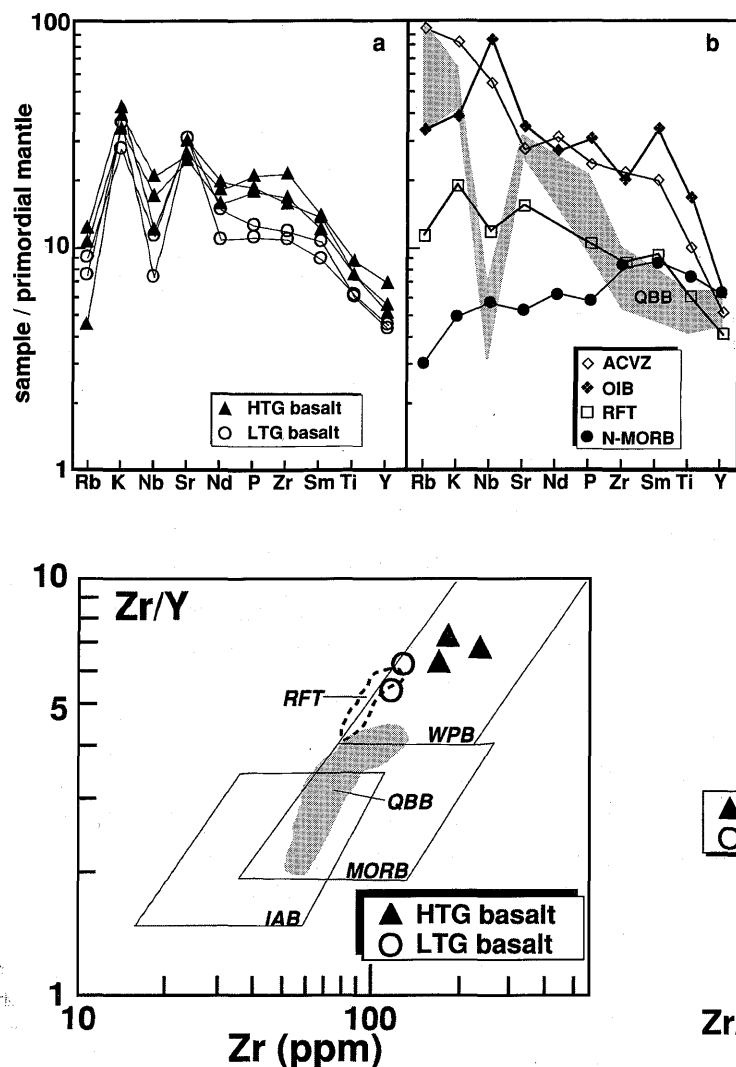 100
a
b
sample / primordial mantle
10
QBB
HTG basalt
LTG basalt
ACVZ
OIB
RFT
N-MORB
1
Rb K Nb Sr Nd P Zr Sm Ti Y
Rb K Nb Sr Nd P Zr Sm Ti Y
10
Zr/Y
RFT
5
WPB
QBB
MORB
IAB
HTG basalt
LTG basalt
1
10
100
Zr (ppm)
Zr